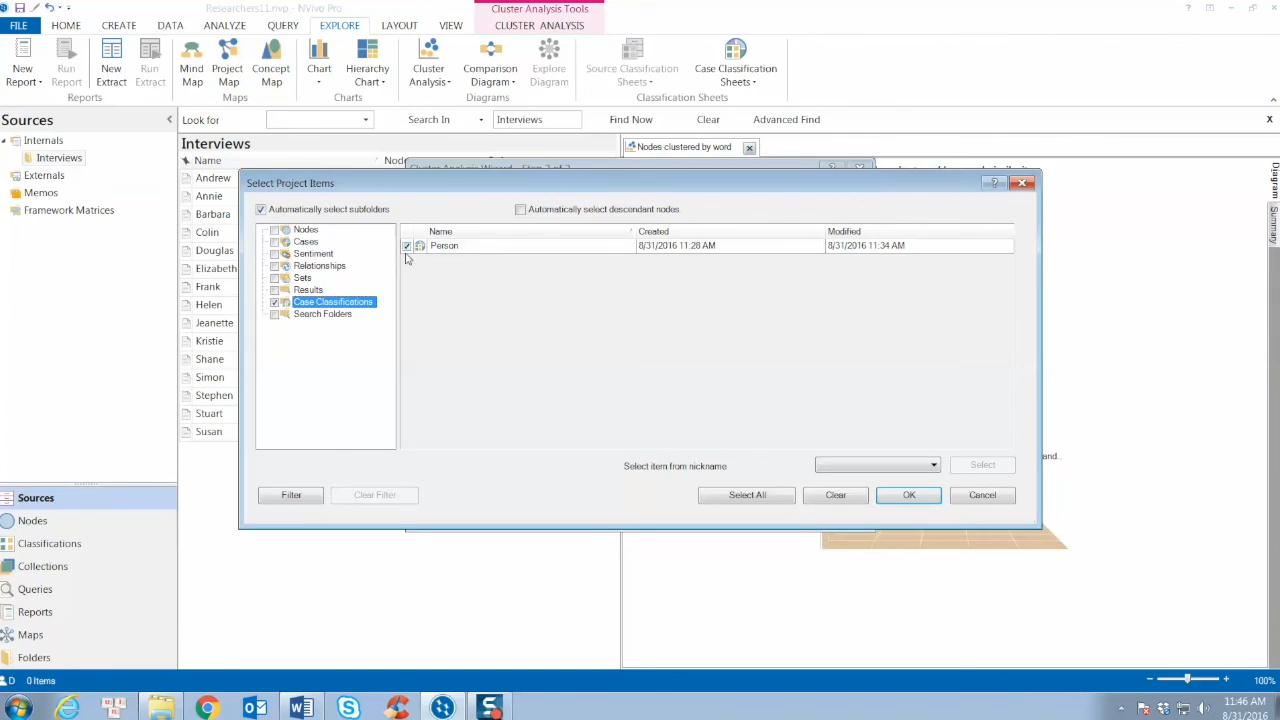 Researchers11.nvp - NVivo Pro
Cluster Analysis Tools
FILE HOME CREATE DATA ANALYZE QUERY EXPLORE LAYOUT VIEW CLUSTER ANALYSIS
New Report Run Report New Extract Run Extract Mind Map Project Map Concept Map Chart Hierarchy Chart Cluster Analysis Comparison Diagram Explore Diagram Source Classification Sheets Case Classification Sheets
Reports Maps Charts Diagrams Classification Sheets
Sources
Look for Search In Interviews Find Now Clear Advanced Find X
Internals
Interviews
Externals
Memos
Framework Matrices
Interviews
Name
Andrew
Annie
Barbara
Colin
Douglas
Elizabeth
Frank
Helen
Jeanette
Kristie
Shane
Simon
Stephen
Stuart
Susan
Nodes clustered by word
Diagram
Summary
Select Project Items
Automatically select subfolders Automatically select descendant nodes
Nodes
Cases
Sentiment
Relationships
Sets
Results
Case Classifications
Search Folders
Name Created Modified
Person 8/31/2016 11:28 AM 8/31/2016 11:34 AM
Select item from nickname Select
Filter Clear Filter Select All Clear OK Cancel
and..
Sources
Nodes
Classifications
Collections
Queries
Reports
Maps
Folders
D 0 Items 100%
11:46 AM
8/31/2016